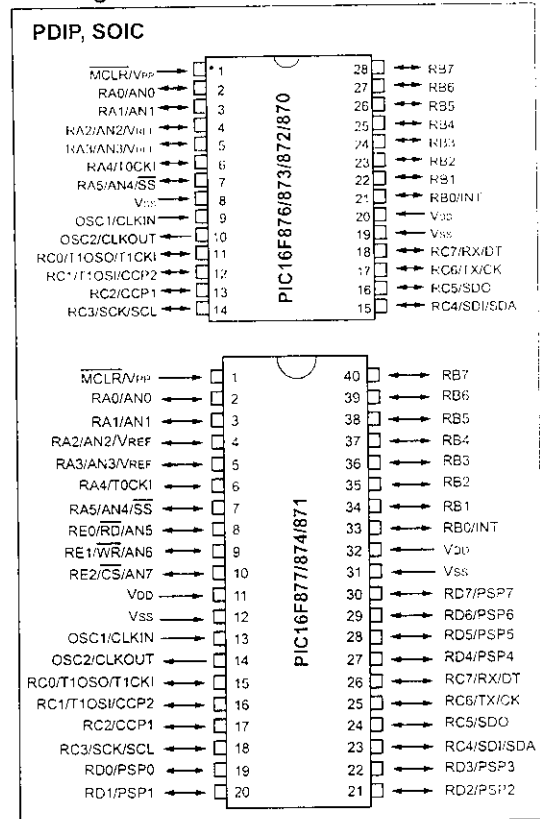 PDIP, SOIC
MCLR/VPP 1
RA0/AN0 2
RA1/AN1 3
RA2/AN2/VREF 4
RA3/AN3/VREF 5
RA4/T0CKI 6
RA5/AN4/SS 7
VSS 8
OSC1/CLKIN 9
OSC2/CLKOUT 10
RC0/T1OSO/T1CKI 11
RC1/T1OSI/CCP2 12
RC2/CCP1 13
RC3/SCK/SCL 14
PIC16F876/873/872/870
28 RB7
27 RB6
26 RB5
25 RB4
24 RB3
23 RB2
22 RB1
21 RB0/INT
20 VDD
19 VSS
18 RC7/RX/DT
17 RC6/TX/CK
16 RC5/SDO
15 RC4/SDI/SDA
MCLR/VPP 1
RA0/AN0 2
RA1/AN1 3
RA2/AN2/VREF 4
RA3/AN3/VREF 5
RA4/T0CKI 6
RA5/AN4/SS 7
RE0/RD/AN5 8
RE1/WR/AN6 9
RE2/CS/AN7 10
VDD 11
VSS 12
OSC1/CLKIN 13
OSC2/CLKOUT 14
RC0/T1OSO/T1CKI 15
RC1/T1OSI/CCP2 16
RC2/CCP1 17
RC3/SCK/SCL 18
RD0/PSP0 19
RD1/PSP1 20
PIC16F877/874/871
40 RB7
39 RB6
38 RB5
37 RB4
36 RB3
35 RB2
34 RB1
33 RB0/INT
32 VDD
31 VSS
30 RD7/PSP7
29 RD6/PSP6
28 RD5/PSP5
27 RD4/PSP4
26 RC7/RX/DT
25 RC6/TX/CK
24 RC5/SDO
23 RC4/SDI/SDA
22 RD3/PSP3
21 RD2/PSP2